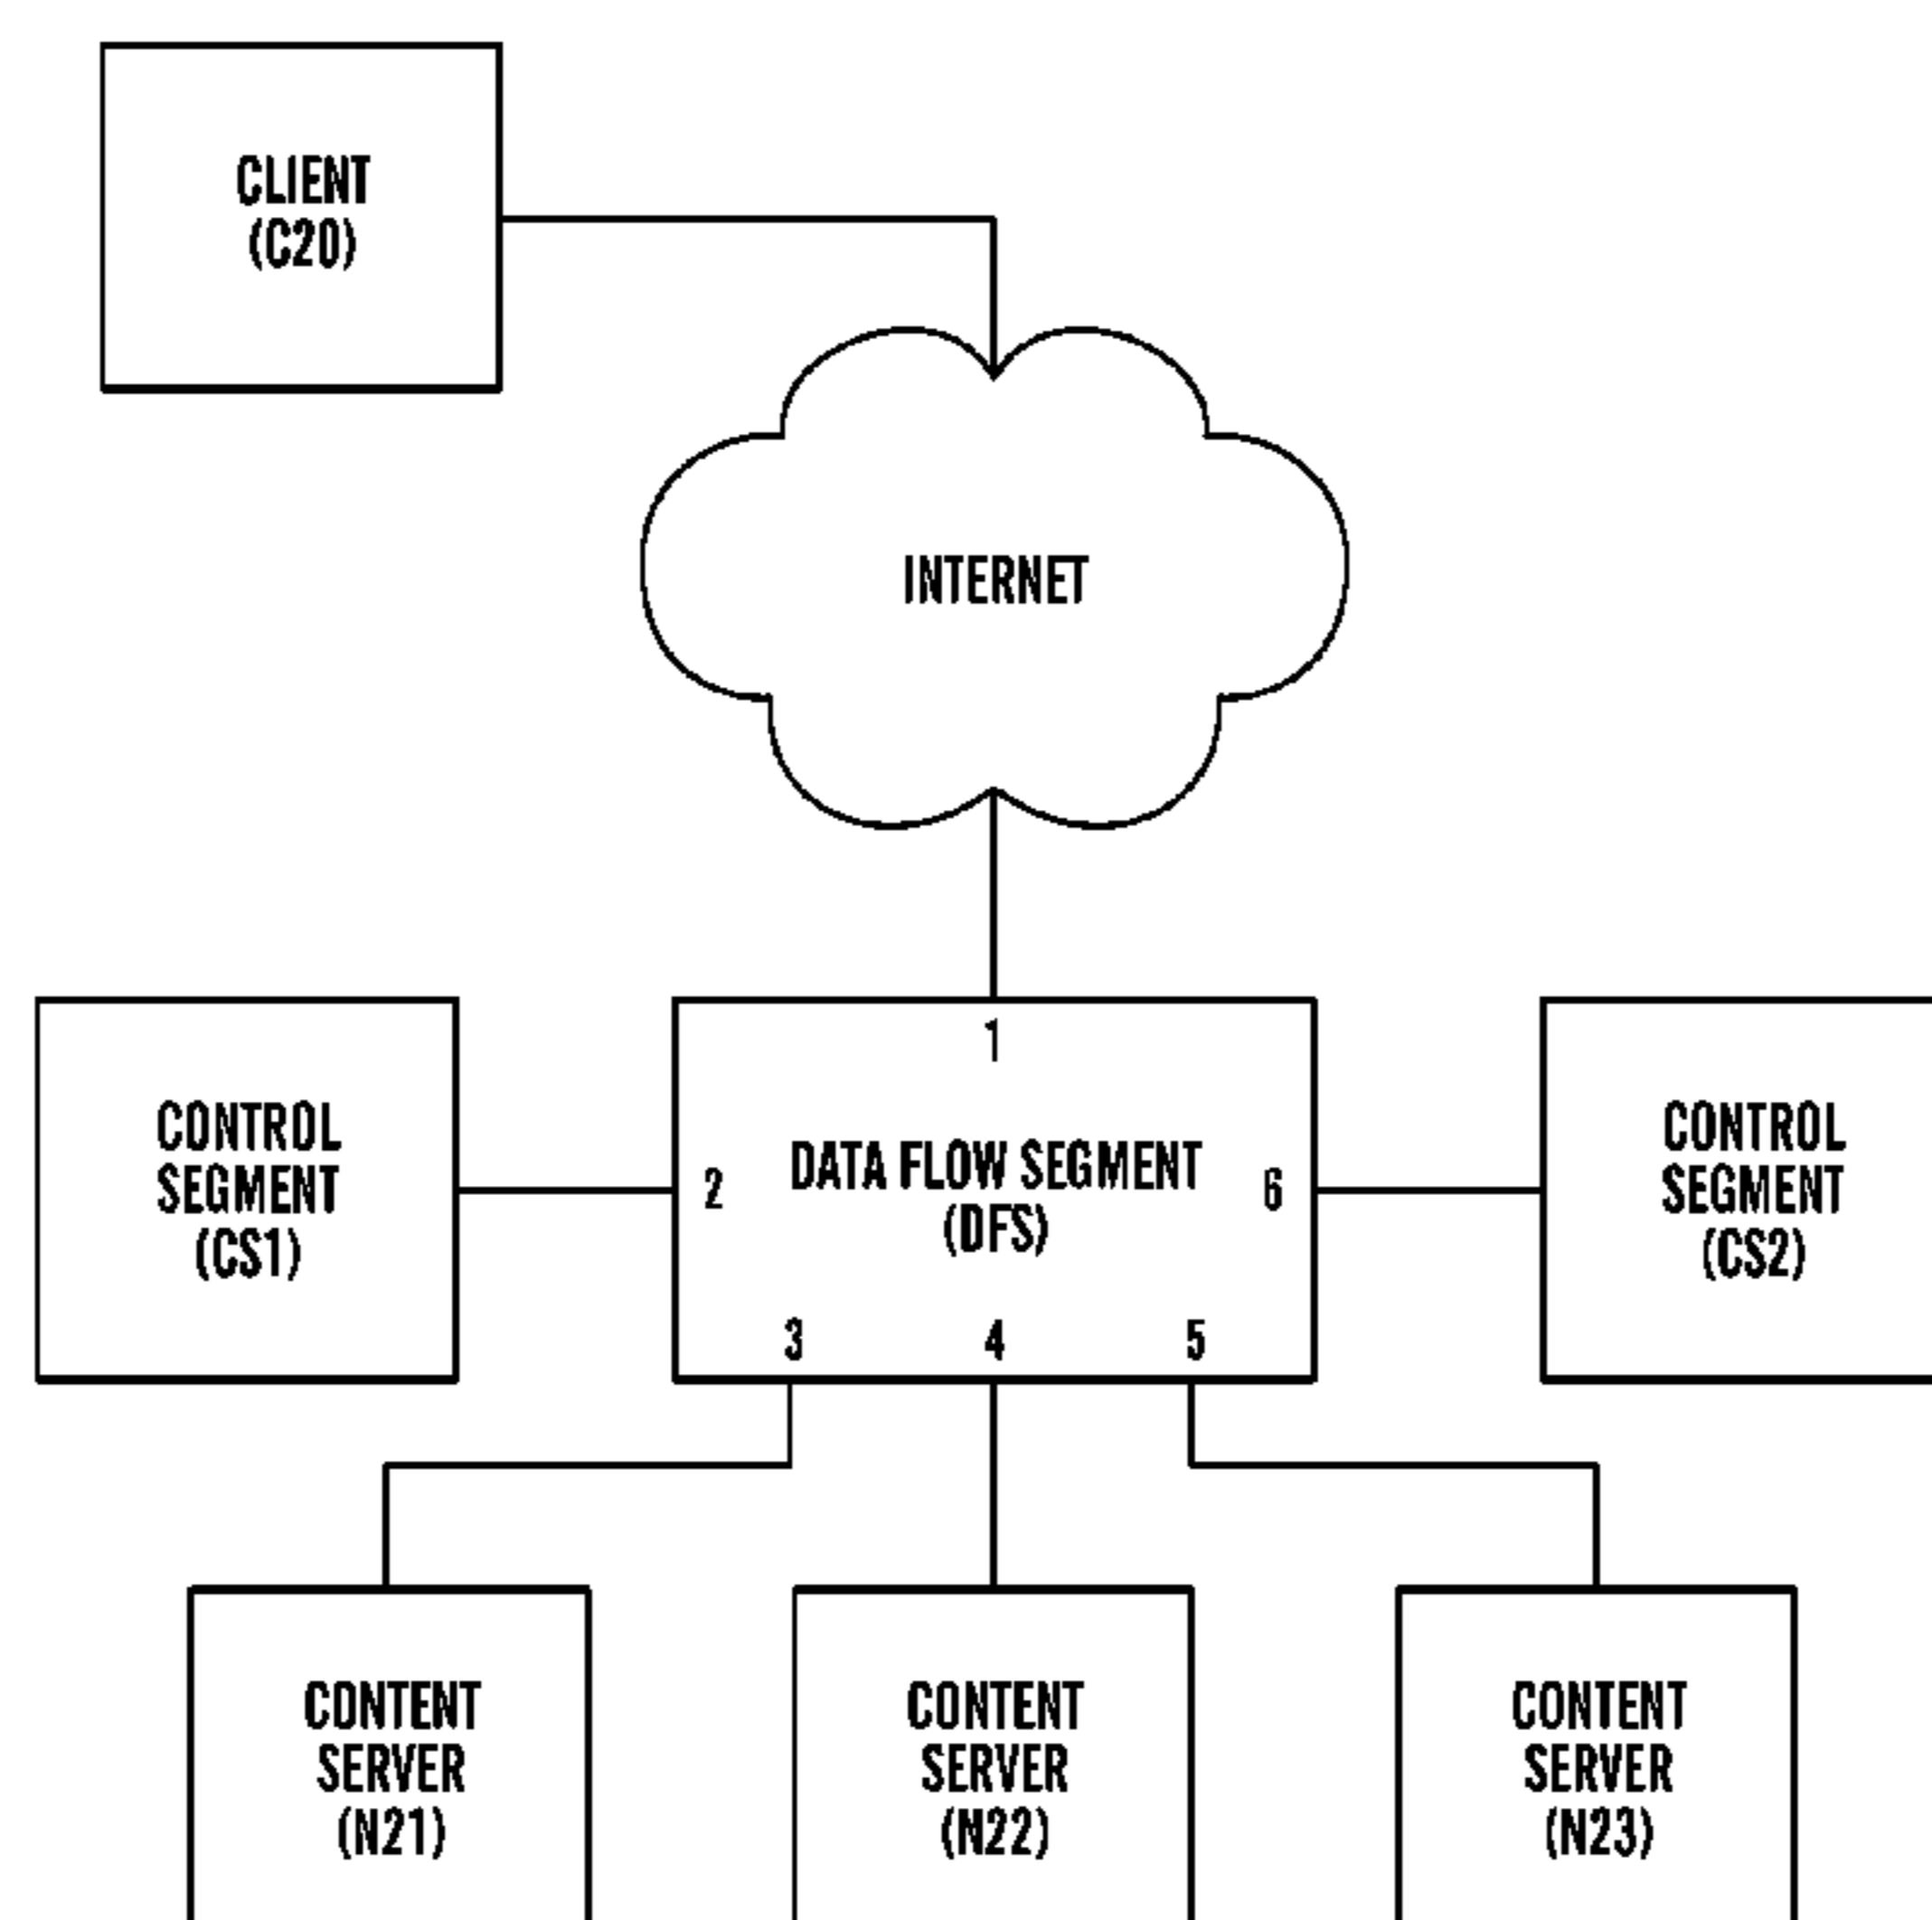 CLIENT
(C20)
INTERNET
CONTROL
SEGMENT
(CS1)
1
2
DATA FLOW SEGMENT
(DFS)
6
3 4 5
CONTROL
SEGMENT
(CS2)
CONTENT
SERVER
(N21)
CONTENT
SERVER
(N22)
CONTENT
SERVER
(N23)